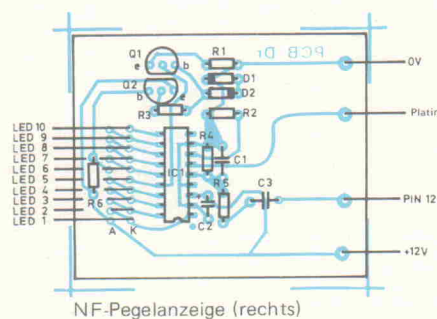 Q1
R1
PCB D1
e
b
D1
0V
Q2
b
e
D2
R3
R2
Platin
LED 10
LED 9
LED 8
LED 7
LED 6
LED 5
LED 4
LED 3
LED 2
LED 1
R4
C1
IC1
R6
R5
C3
PIN 12
C2
A
K
+12V
NF-Pegelanzeige (rechts)